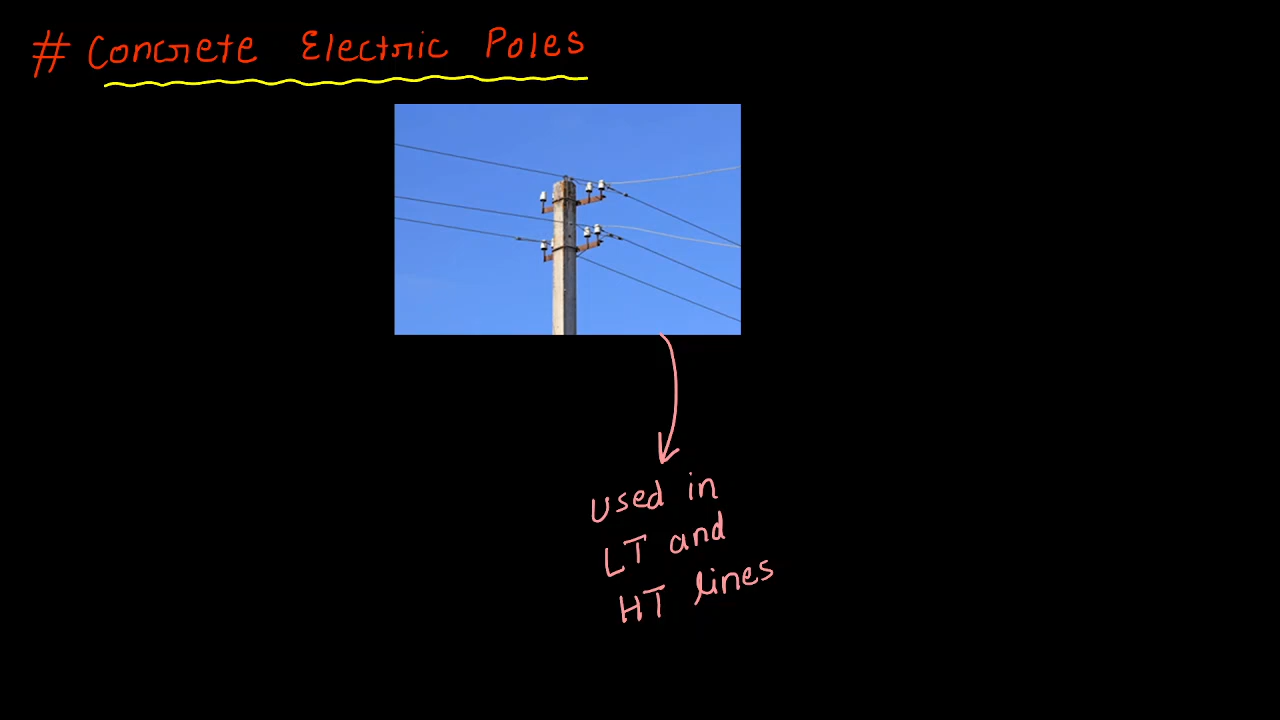 # Concrete Electric Poles
used in
LT and
HT lines